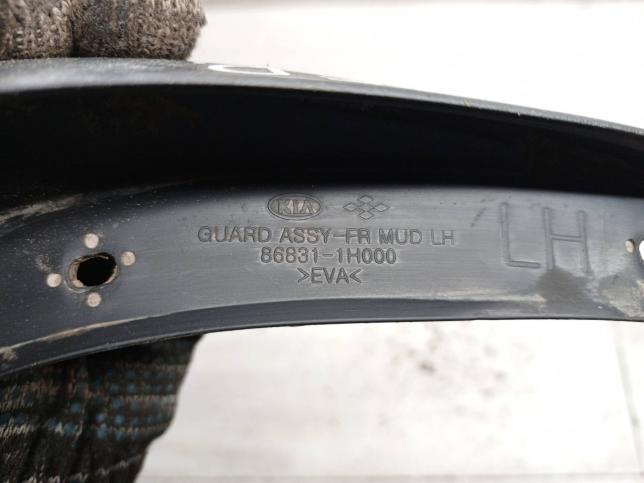 KIA
GUARD ASSY-FR MUD LH
86831-1H000
>EVA<
LH